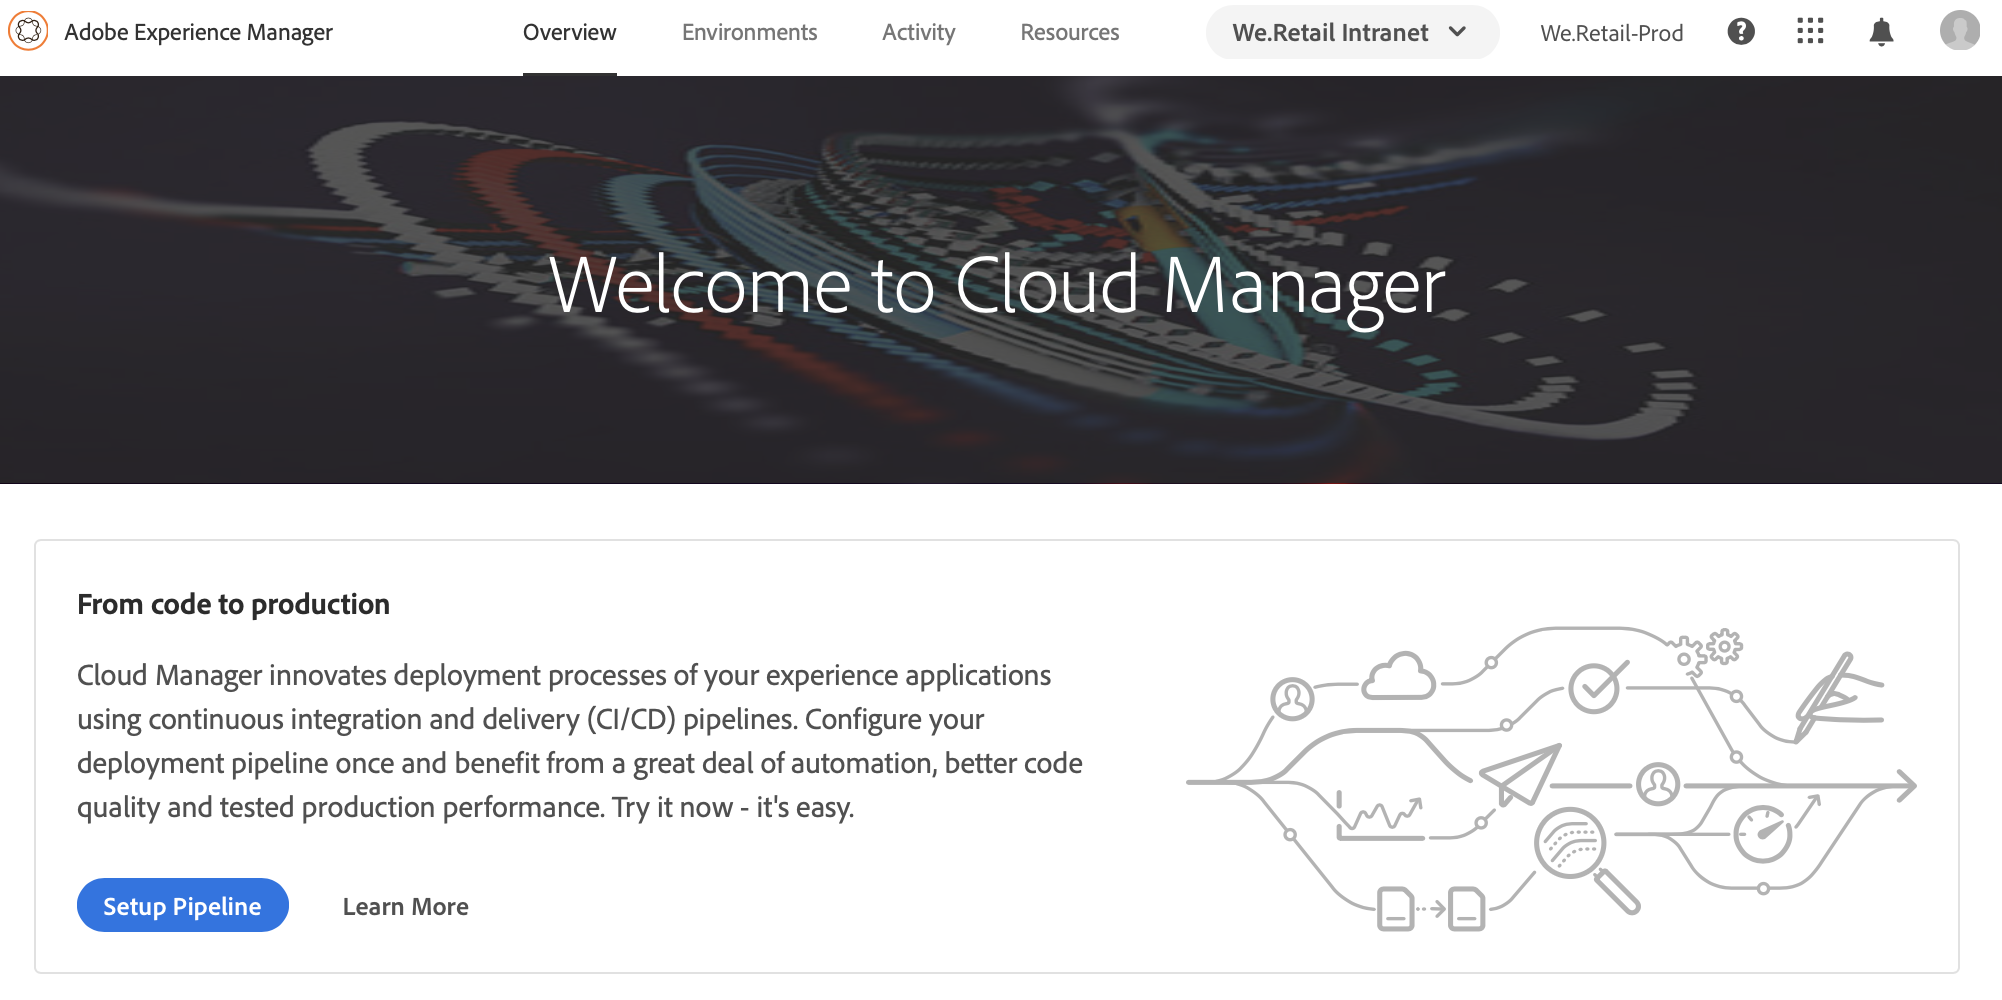 Adobe Experience Manager
Overview
Environments
Activity
Resources
We.Retail Intranet
We.Retail-Prod
?
Welcome to Cloud Manager
From code to production
Cloud Manager innovates deployment processes of your experience applications
using continuous integration and delivery (CI/CD) pipelines. Configure your
deployment pipeline once and benefit from a great deal of automation, better code
quality and tested production performance. Try it now - it's easy.
Setup Pipeline
Learn More